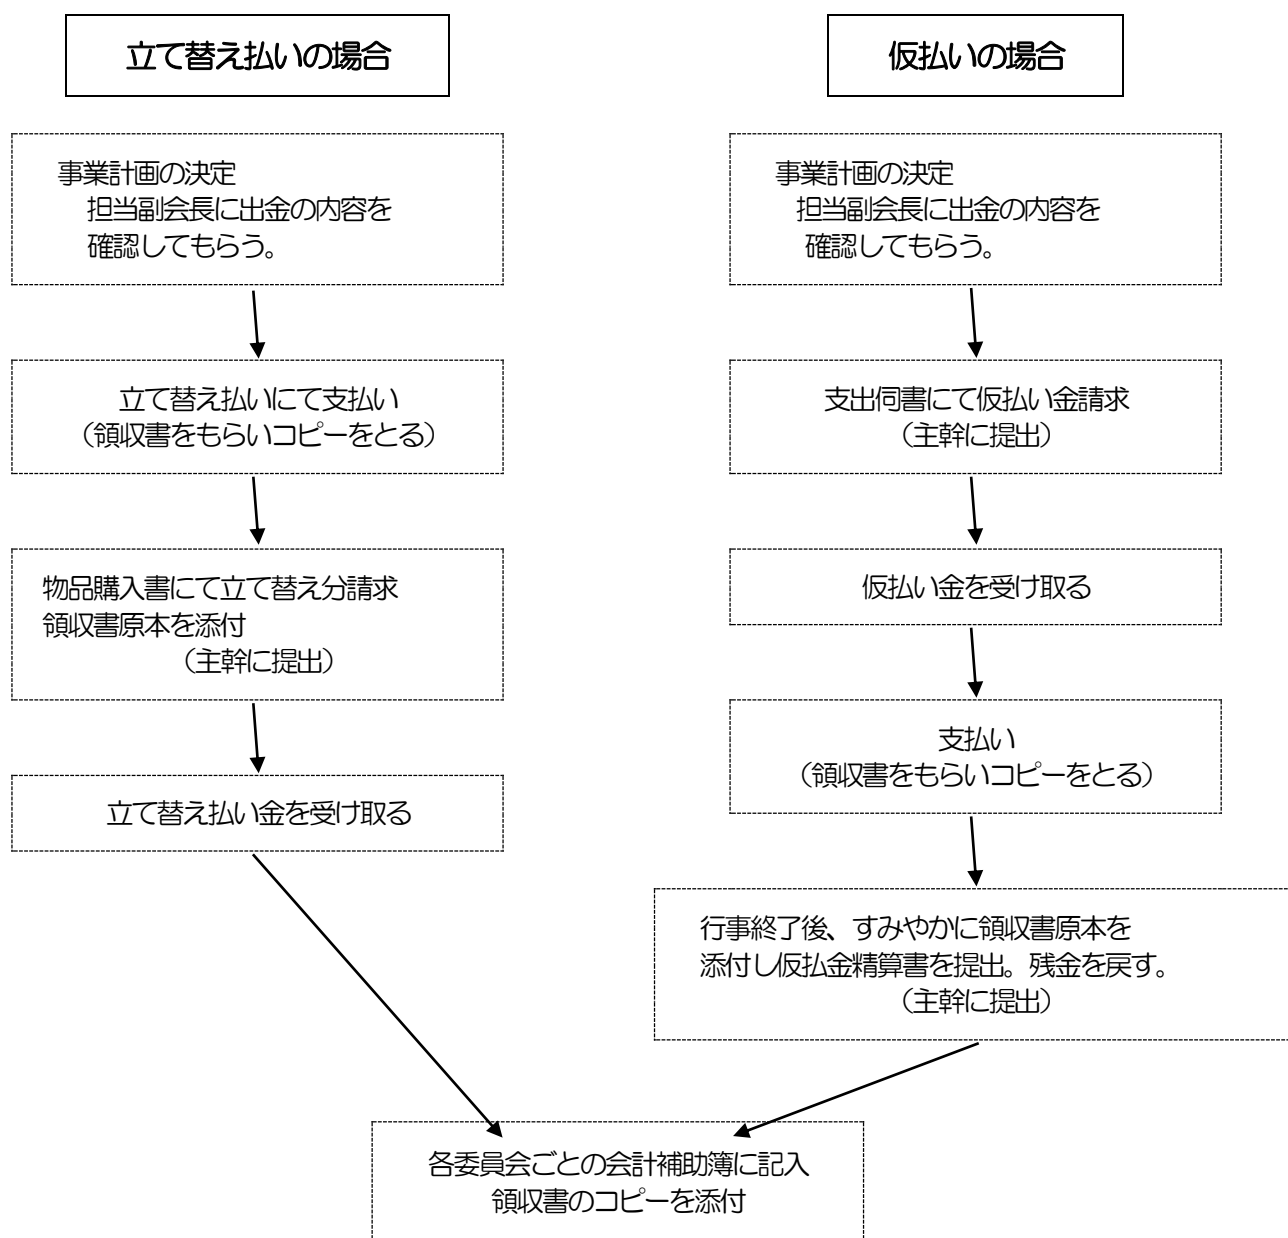 立て替え払いの場合
事業計画の決定
担当副会長に出金の内容を
確認してもらう。
立て替え払いにて支払い
（領収書をもらいコピーをとる）
物品購入書にて立て替え分請求
領収書原本を添付
（主幹に提出）
立て替え払い金を受け取る
仮払いの場合
事業計画の決定
担当副会長に出金の内容を
確認してもらう。
支出伺書にて仮払い金請求
（主幹に提出）
仮払い金を受け取る
支払い
（領収書をもらいコピーをとる）
行事終了後、すみやかに領収書原本を
添付し仮払金精算書を提出。残金を戻す。
（主幹に提出）
各委員会ごとの会計補助簿に記入
領収書のコピーを添付